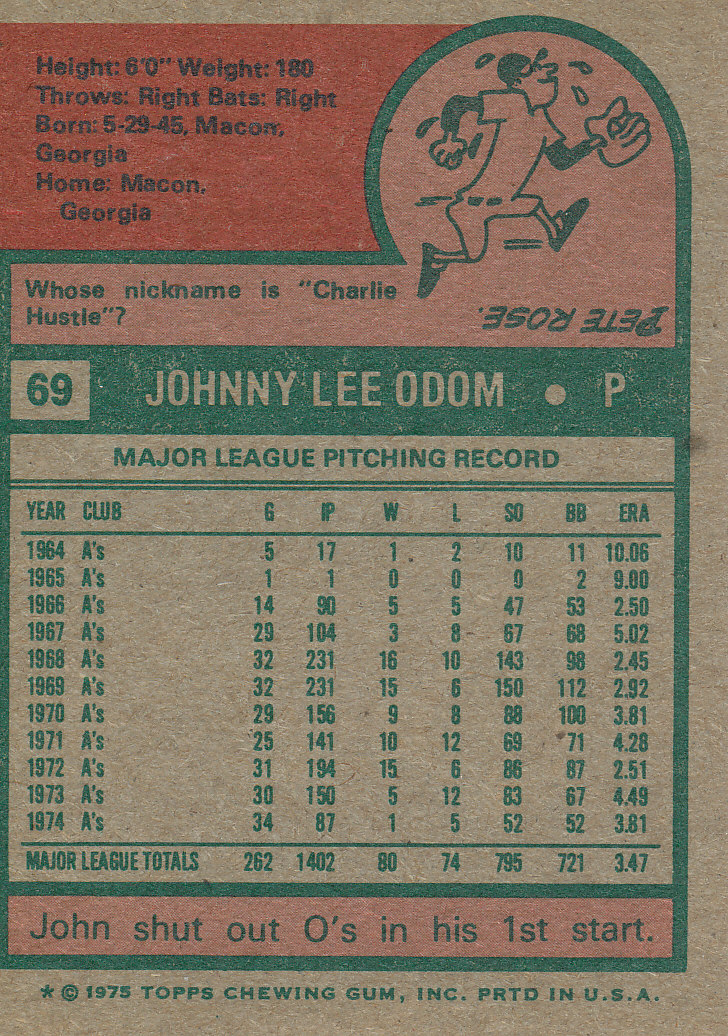 Height: 6'0" Weight: 180
Throws: Right Bats: Right
Born: 5-29-45, Macon,
Georgia
Home: Macon,
Georgia
Whose nickname is "Charlie
Hustle"?
PETE ROSE.
69 JOHNNY LEE ODOM • P
MAJOR LEAGUE PITCHING RECORD
YEAR CLUB G IP W L SO BB ERA
1964 A's 5 17 1 2 10 11 10.06
1965 A's 1 1 0 0 0 2 9.00
1966 A's 14 90 5 5 47 53 2.50
1967 A's 29 104 3 8 67 68 5.02
1968 A's 32 231 16 10 143 98 2.45
1969 A's 32 231 15 6 150 112 2.92
1970 A's 29 156 9 8 88 100 3.81
1971 A's 25 141 10 12 69 71 4.28
1972 A's 31 194 15 6 86 87 2.51
1973 A's 30 150 5 12 83 67 4.49
1974 A's 34 87 1 5 52 52 3.81
MAJOR LEAGUE TOTALS 262 1402 80 74 795 721 3.47
John shut out O's in his 1st start.
* © 1975 TOPPS CHEWING GUM, INC. PRTD IN U.S.A.